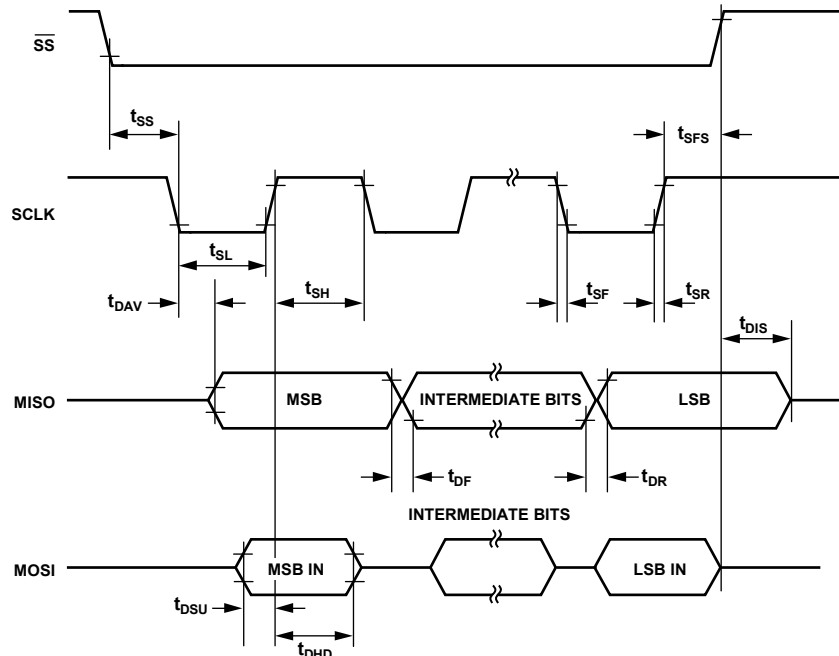 SS
tSS
tSFS
SCLK
tSL
tSH
tSF
tSR
tDAV
tDIS
MISO
MSB
INTERMEDIATE BITS
LSB
tDF
tDR
INTERMEDIATE BITS
MOSI
MSB IN
LSB IN
tDSU
tDHD